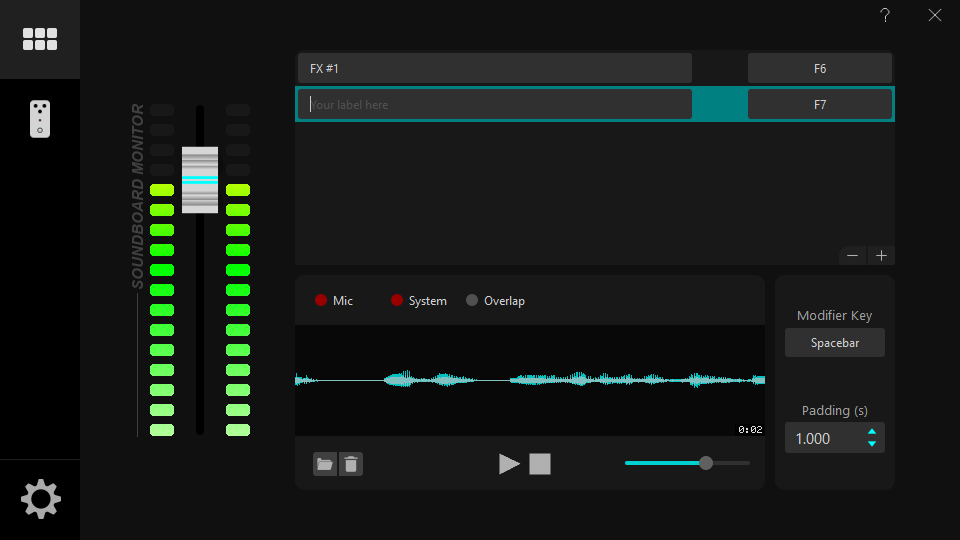 ?
FX #1
F6
Your label here
F7
SOUNDBOARD MONITOR
Mic
System
Overlap
0:02
Modifier Key
Spacebar
Padding (s)
1.000